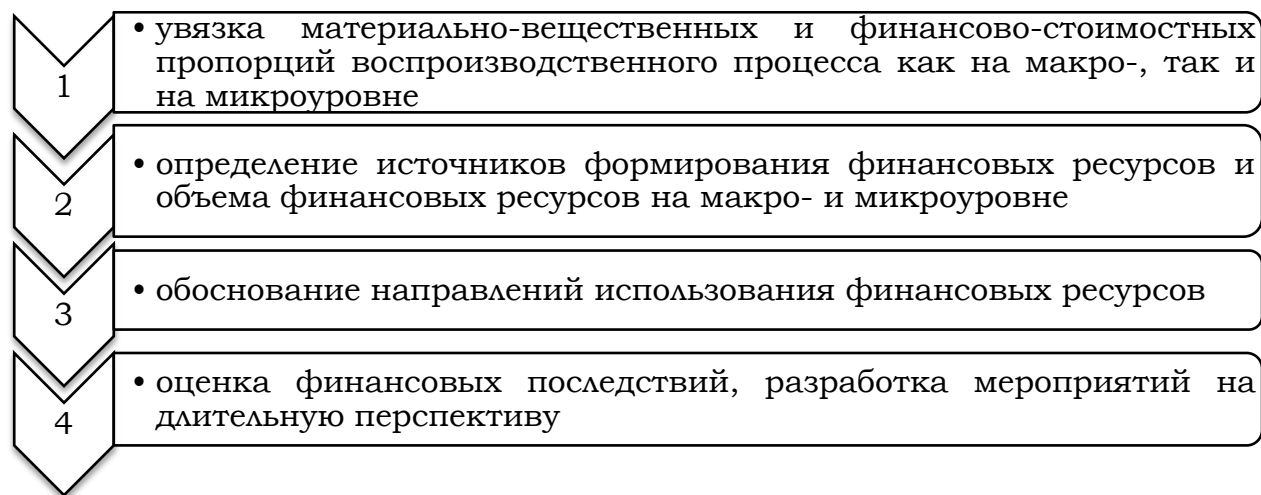 1
• увязка материально-вещественных и финансово-стоимостных
пропорций воспроизводственного процесса как на макро-, так и
на микроуровне
2
• определение источников формирования финансовых ресурсов и
объема финансовых ресурсов на макро- и микроуровне
3
• обоснование направлений использования финансовых ресурсов
4
• оценка финансовых последствий, разработка мероприятий на
длительную перспективу